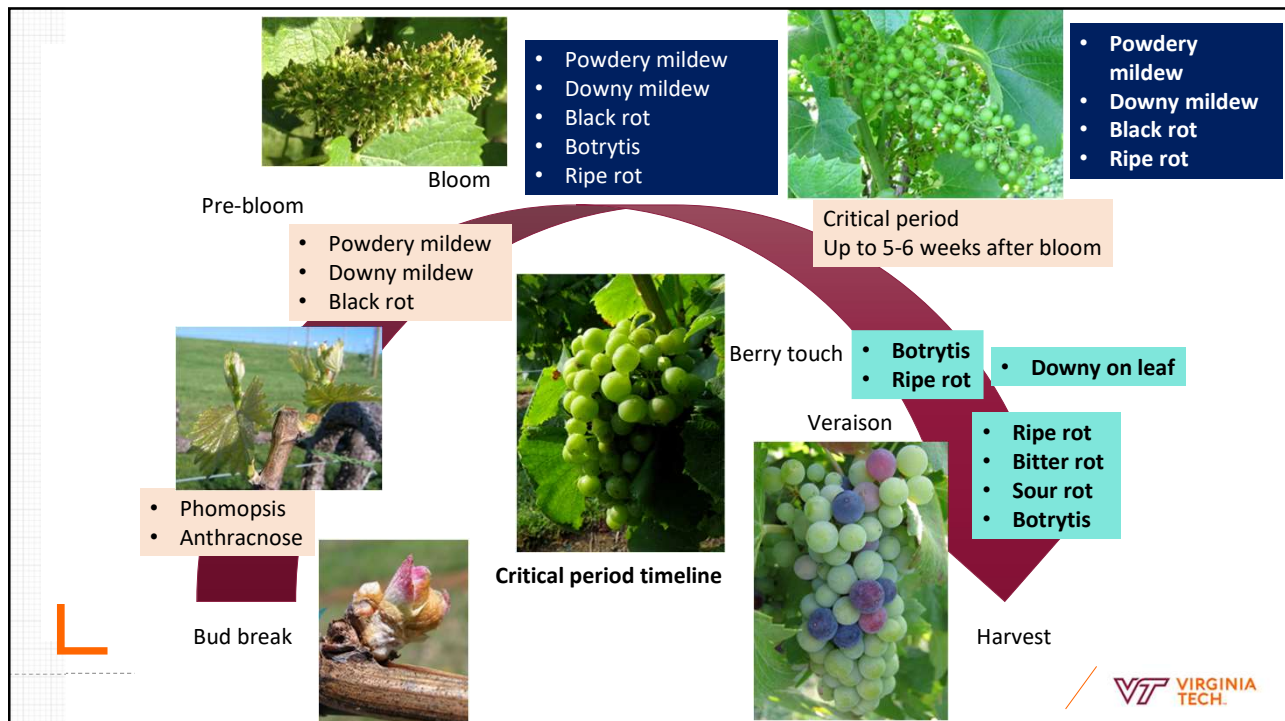 Bloom
• Powdery mildew
• Downy mildew
• Black rot
• Botrytis
• Ripe rot
• Powdery
mildew
• Downy mildew
• Black rot
• Ripe rot
Critical period
Up to 5-6 weeks after bloom
Pre-bloom
• Powdery mildew
• Downy mildew
• Black rot
Berry touch
• Botrytis
• Ripe rot
• Downy on leaf
Veraison
• Ripe rot
• Bitter rot
• Sour rot
• Botrytis
• Phomopsis
• Anthracnose
Critical period timeline
Bud break
Harvest
VT VIRGINIA
TECH™